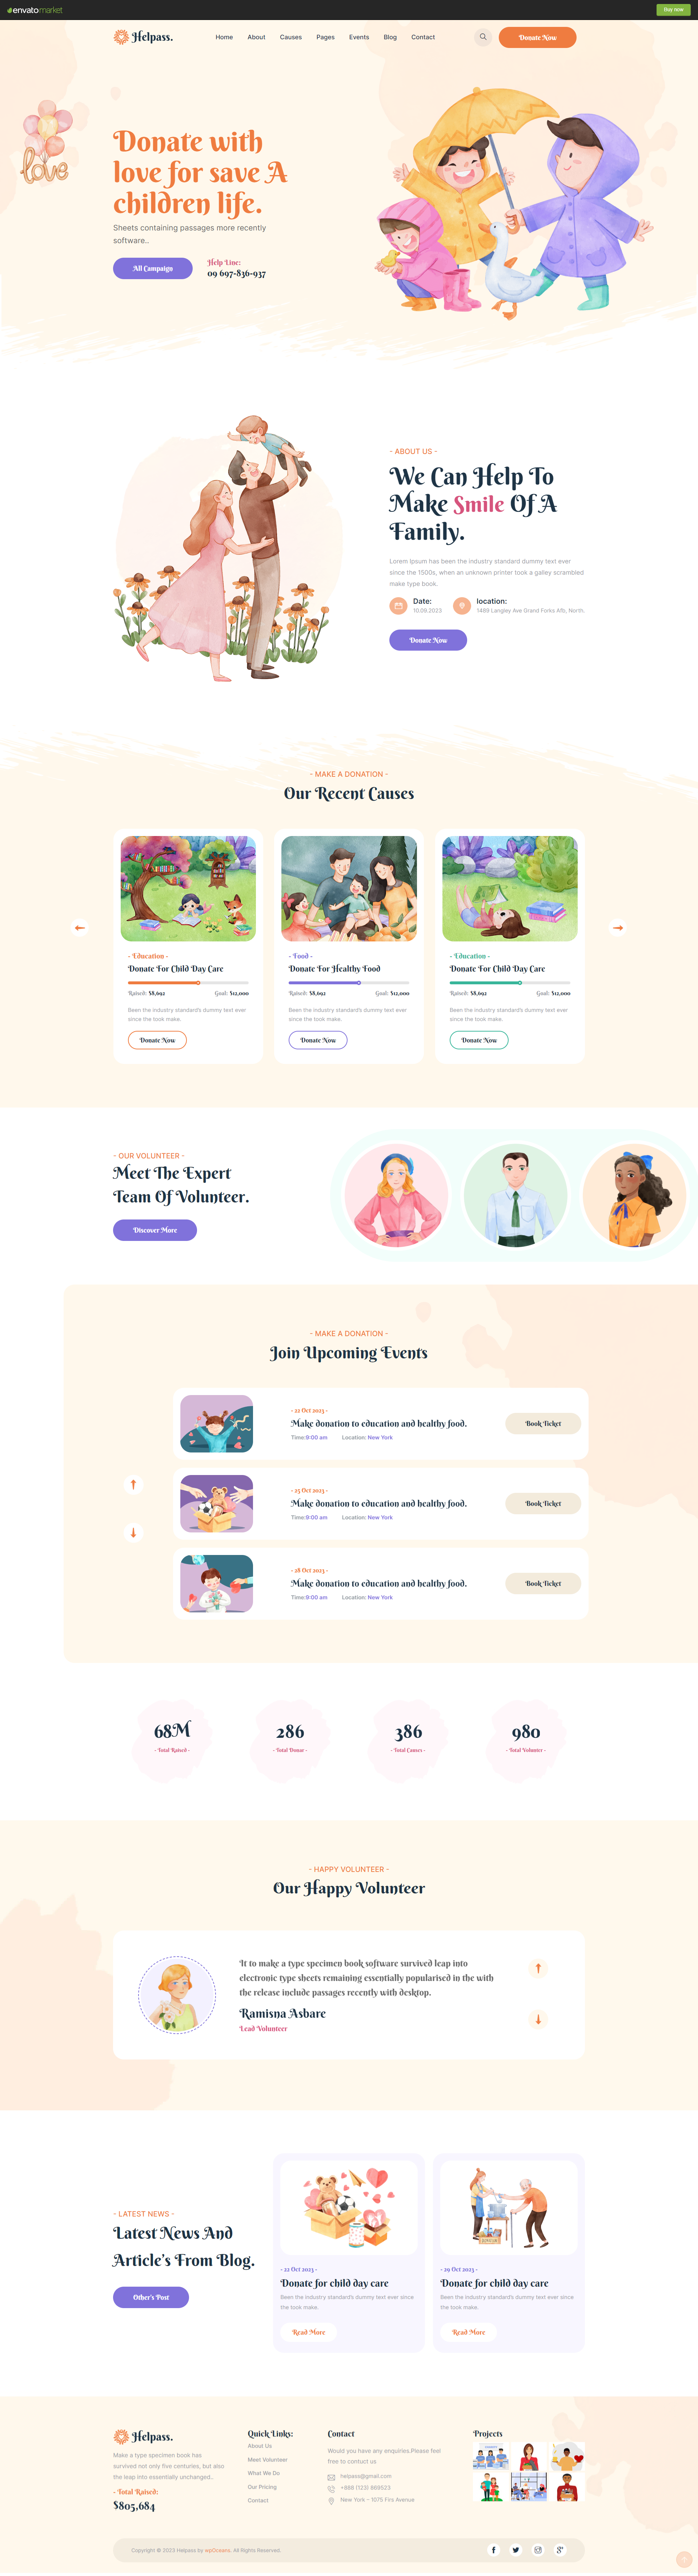 envatomarket
Buy now
Helpass.
Home About Causes Pages Events Blog Contact
Donate Now
love
Donate with
love for save A
children life.
Sheets containing passages more recently
software..
All Campaign
Help Line:
09 697-836-937
- ABOUT US -
We Can Help To
Make Smile Of A
Family.
Lorem Ipsum has been the industry standard dummy text ever
since the 1500s, when an unknown printer took a galley scrambled
make type book.
Date:
10.09.2023
location:
1489 Langley Ave Grand Forks Afb, North.
Donate Now
- MAKE A DONATION -
Our Recent Causes
- Education -
Donate For Child Day Care
Raised: $8,692 Goal: $12,000
Been the industry standard's dummy text ever
since the took make.
Donate Now
- Food -
Donate For Healthy Food
Raised: $8,692 Goal: $12,000
Been the industry standard's dummy text ever
since the took make.
Donate Now
- Education -
Donate For Child Day Care
Raised: $8,692 Goal: $12,000
Been the industry standard's dummy text ever
since the took make.
Donate Now
- OUR VOLUNTEER -
Meet The Expert
Team Of Volunteer.
Discover More
- MAKE A DONATION -
Join Upcoming Events
- 22 Oct 2023 -
Make donation to education and healthy food.
Time:9:00 am Location: New York
Book Ticket
- 25 Oct 2023 -
Make donation to education and healthy food.
Time:9:00 am Location: New York
Book Ticket
- 28 Oct 2023 -
Make donation to education and healthy food.
Time:9:00 am Location: New York
Book Ticket
68M
- Total Raised -
286
- Total Donar -
386
- Total Causes -
980
- Total Volunter -
- HAPPY VOLUNTEER -
Our Happy Volunteer
It to make a type specimen book software survived leap into
electronic type sheets remaining essentially popularised in the with
the release include passages recently with desktop.
Ramisna Asbare
Lead Volunteer
- LATEST NEWS -
Latest News And
Article's From Blog.
Other's Post
- 22 Oct 2023 -
Donate for child day care
Been the industry standard's dummy text ever since
the took make.
Read More
- 29 Oct 2023 -
Donate for child day care
Been the industry standard's dummy text ever since
the took make.
Read More
Helpass.
Make a type specimen book has
survived not only five centuries, but also
the leap into essentially unchanged..
- Total Raised:
$805,684
Quick Links:
About Us
Meet Volunteer
What We Do
Our Pricing
Contact
Contact
Would you have any enquiries.Please feel
free to contuct us
helpass@gmail.com
+888 (123) 869523
New York – 1075 Firs Avenue
Projects
Copyright © 2023 Helpass by wpOceans. All Rights Reserved.